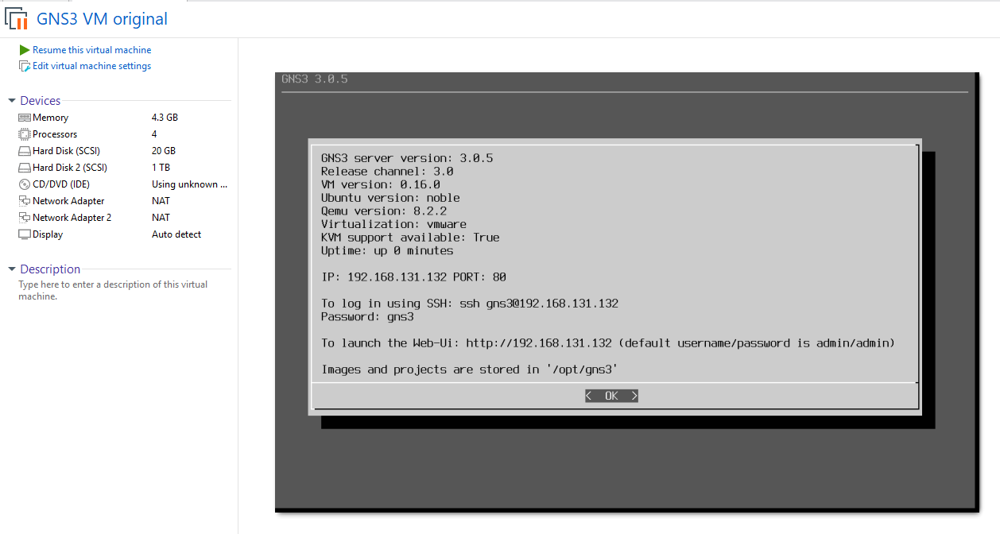 GNS3 VM original
Resume this virtual machine
Edit virtual machine settings
Devices
Memory 4.3 GB
Processors 4
Hard Disk (SCSI) 20 GB
Hard Disk 2 (SCSI) 1 TB
CD/DVD (IDE) Using unknown ...
Network Adapter NAT
Network Adapter 2 NAT
Display Auto detect
Description
Type here to enter a description of this virtual
machine.
GNS3 3.0.5
GNS3 server version: 3.0.5
Release channel: 3.0
VM version: 0.16.0
Ubuntu version: noble
Qemu version: 8.2.2
Virtualization: vmware
KVM support available: True
Uptime: up 0 minutes
IP: 192.168.131.132 PORT: 80
To log in using SSH: ssh gns3@192.168.131.132
Password: gns3
To launch the Web-Ui: http://192.168.131.132 (default username/password is admin/admin)
Images and projects are stored in '/opt/gns3'
< OK >